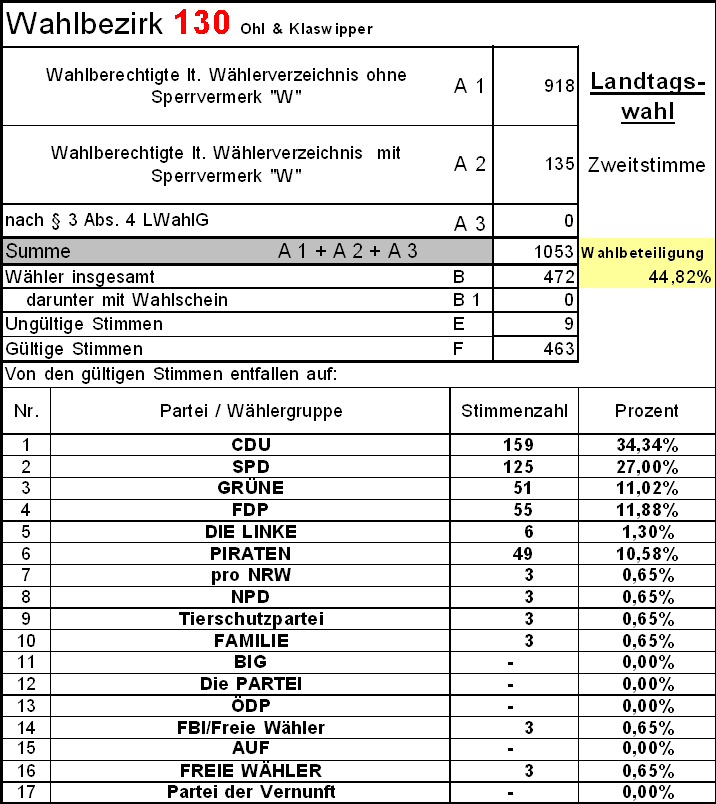 Wahlbezirk 130 Ohl & Klaswipper
Wahlberechtigte lt. Wählerverzeichnis ohne
Sperrvermerk "W" A 1 918
Landtags-
wahl
Wahlberechtigte lt. Wählerverzeichnis mit
Sperrvermerk "W" A 2 135
Zweitstimme
nach § 3 Abs. 4 LWahlG A 3 0
Summe A 1 + A 2 + A 3 1053 Wahlbeteiligung
Wähler insgesamt B 472 44,82%
darunter mit Wahlschein B 1 0
Ungültige Stimmen E 9
Gültige Stimmen F 463
Von den gültigen Stimmen entfallen auf:
Nr. Partei / Wählergruppe Stimmenzahl Prozent
1 CDU 159 34,34%
2 SPD 125 27,00%
3 GRÜNE 51 11,02%
4 FDP 55 11,88%
5 DIE LINKE 6 1,30%
6 PIRATEN 49 10,58%
7 pro NRW 3 0,65%
8 NPD 3 0,65%
9 Tierschutzpartei 3 0,65%
10 FAMILIE 3 0,65%
11 BIG - 0,00%
12 Die PARTEI - 0,00%
13 ÖDP - 0,00%
14 FBI/Freie Wähler 3 0,65%
15 AUF - 0,00%
16 FREIE WÄHLER 3 0,65%
17 Partei der Vernunft - 0,00%